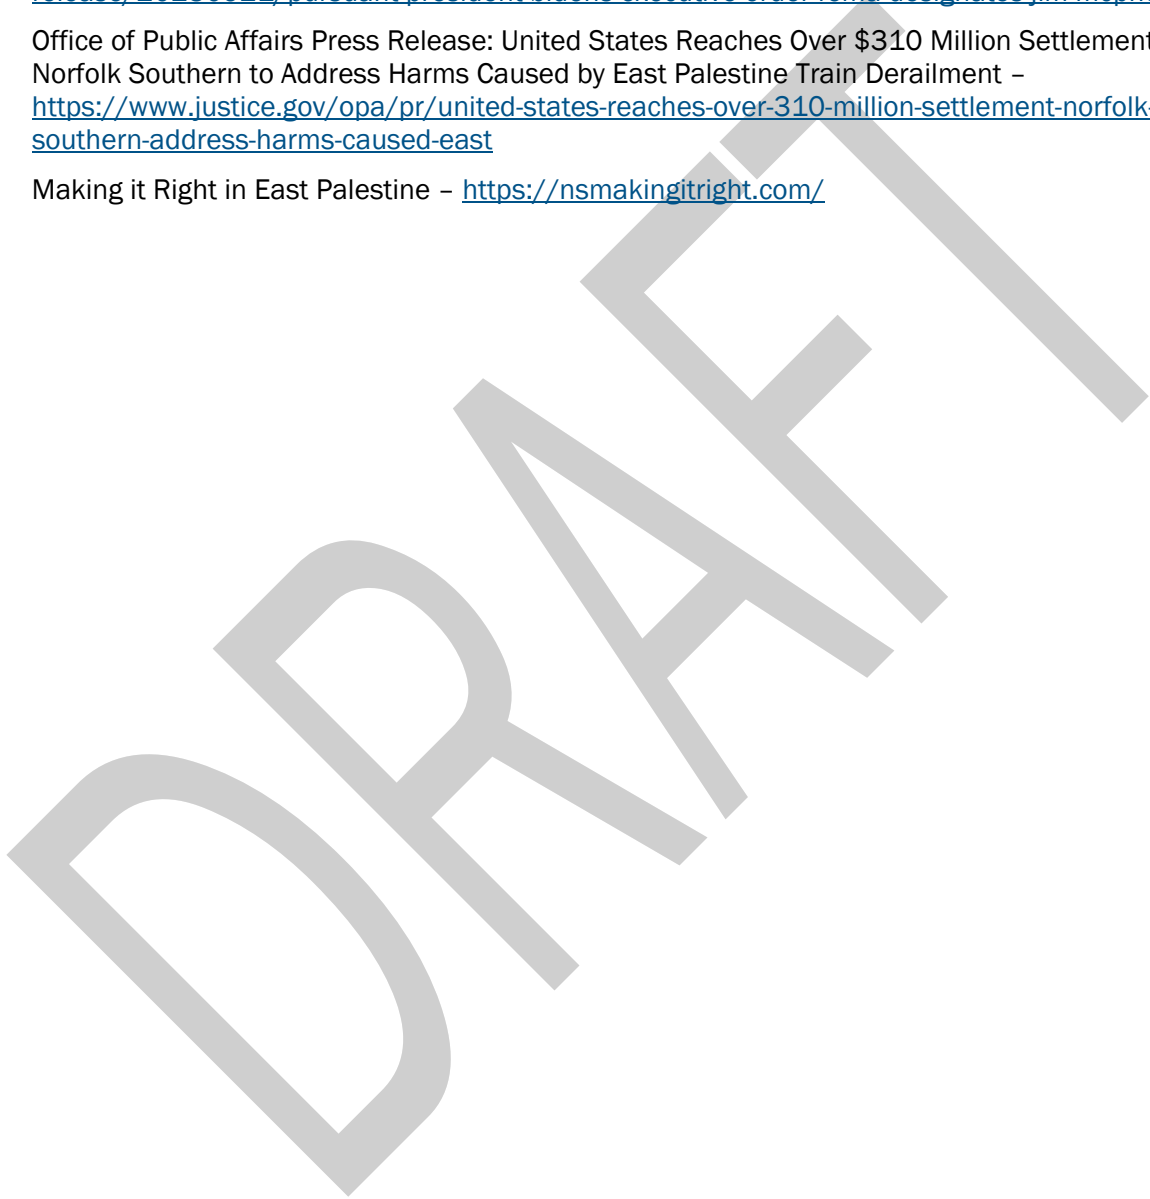 Office of Public Affairs Press Release: United States Reaches Over $310 Million Settlement
Norfolk Southern to Address Harms Caused by East Palestine Train Derailment –
https://www.justice.gov/opa/pr/united-states-reaches-over-310-million-settlement-norfolk-
southern-address-harms-caused-east
Making it Right in East Palestine – https://nsmakingitright.com/
DRAFT